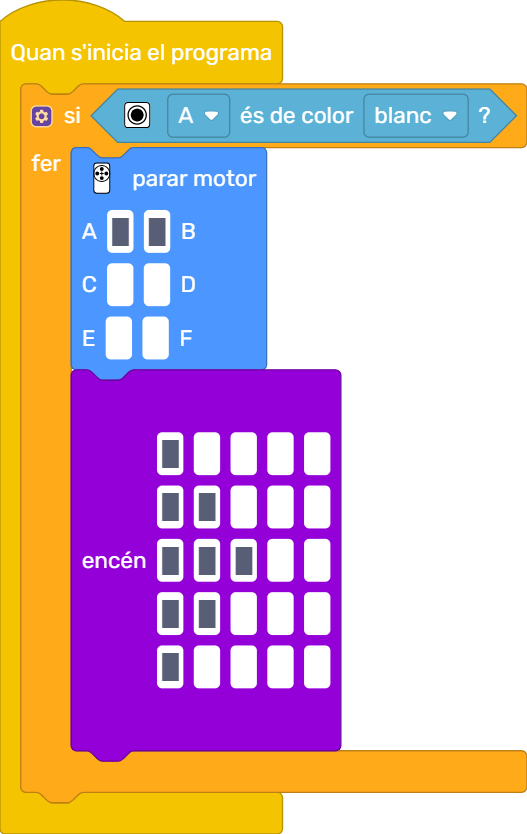 Quan s'inicia el programa
si A és de color blanc ?
fer
parar motor
A B
C D
E F
encén